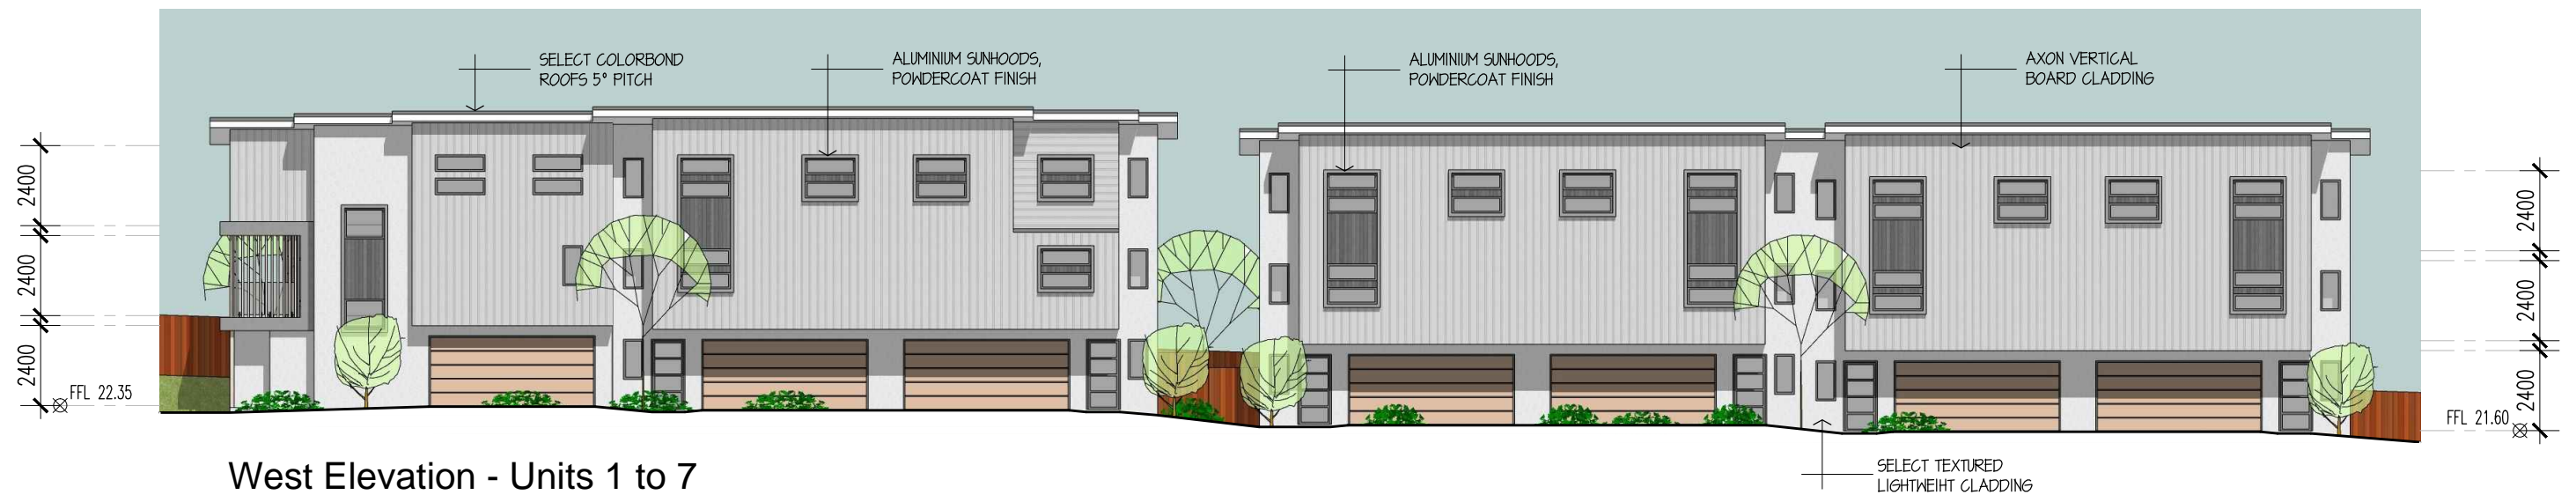 SELECT COLORBOND
ROOFS 5° PITCH
ALUMINIUM SUNHOODS,
POWDERCOAT FINISH
ALUMINIUM SUNHOODS,
POWDERCOAT FINISH
AXON VERTICAL
BOARD CLADDING
2400
2400
2400
FFL 22.35
2400
2400
2400
FFL 21.60
SELECT TEXTURED
LIGHTWEIHT CLADDING
West Elevation - Units 1 to 7